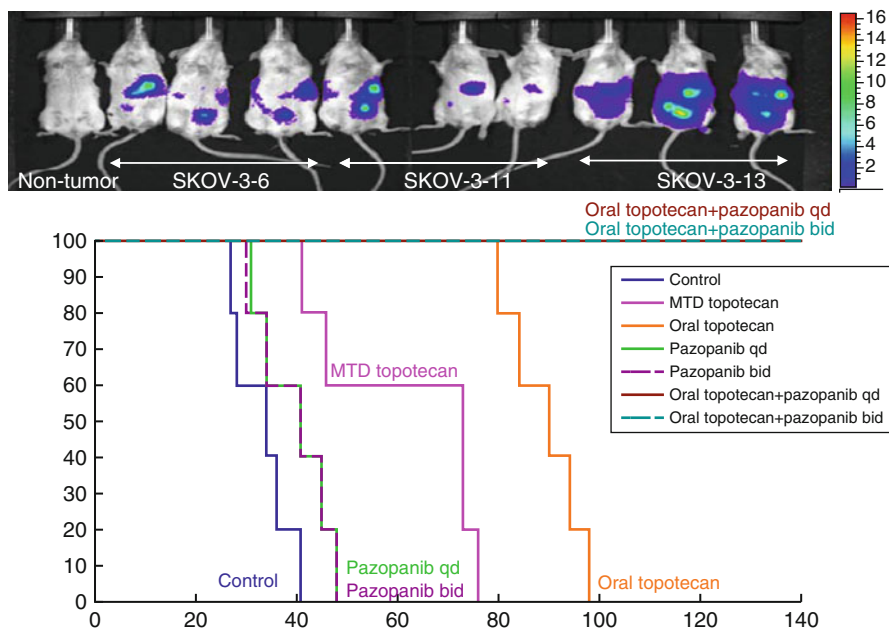 16
14
12
10
8
6
4
2
Non-tumor
SKOV-3-6
SKOV-3-11
SKOV-3-13
Oral topotecan+pazopanib qd
Oral topotecan+pazopanib bid
100
90
80
70
60
50
40
30
20
10
0
Control
MTD topotecan
Oral topotecan
Pazopanib qd
Pazopanib bid
Oral topotecan+pazopanib qd
Oral topotecan+pazopanib bid
MTD topotecan
Control
Pazopanib qd
Pazopanib bid
Oral topotecan
0 20 40 60 80 100 120 140